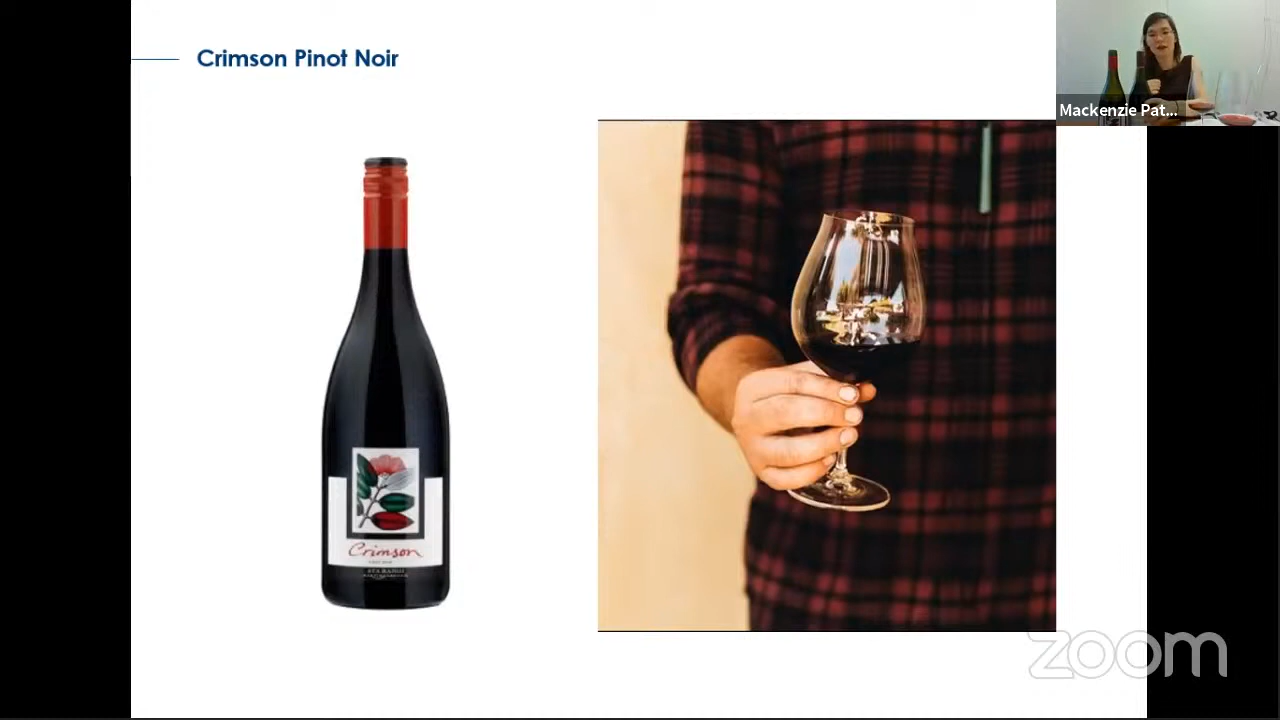 Crimson Pinot Noir
Mackenzie Pat...
Crimson
ATA RANGI
zoom